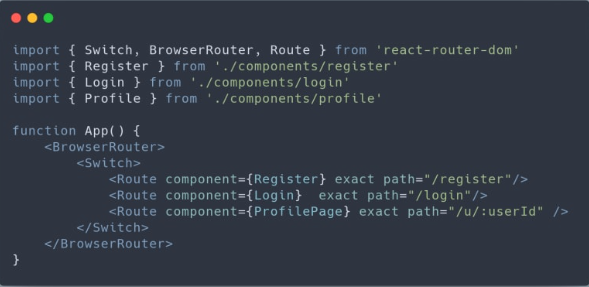 import { Switch, BrowserRouter, Route } from 'react-router-dom'
import { Register } from './components/register'
import { Login } from './components/login'
import { Profile } from './components/profile'

function App() {
    <BrowserRouter>
        <Switch>
            <Route component={Register} exact path="/register"/>
            <Route component={Login}  exact path="/login"/>
            <Route component={ProfilePage} exact path="/u/:userId" />
        </Switch>
    </BrowserRouter>
}